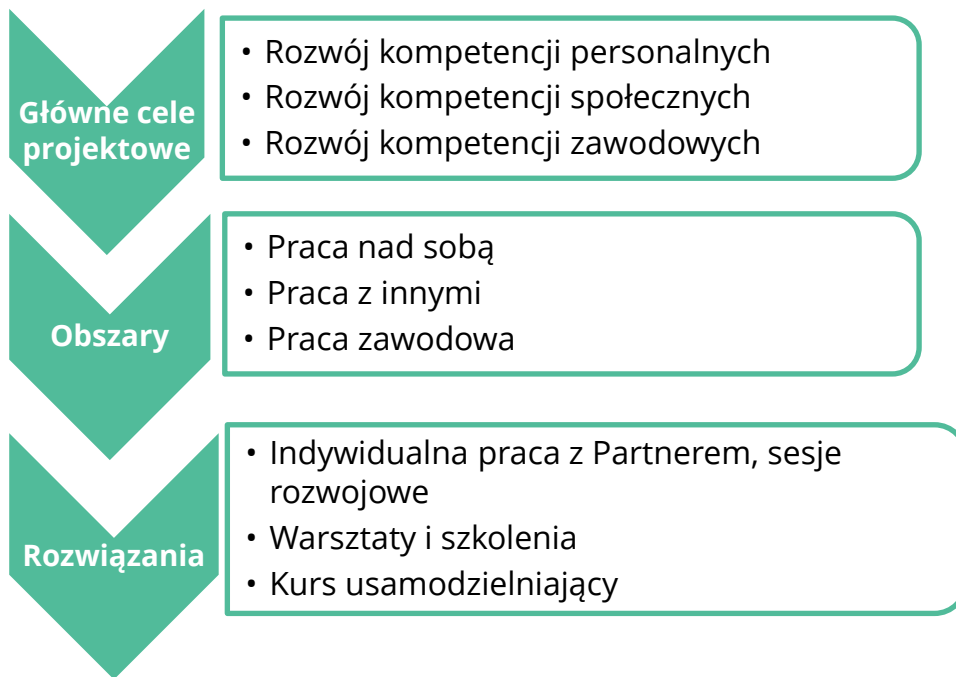 Główne cele
projektowe
• Rozwój kompetencji personalnych
• Rozwój kompetencji społecznych
• Rozwój kompetencji zawodowych
Obszary
• Praca nad sobą
• Praca z innymi
• Praca zawodowa
Rozwiązania
• Indywidualna praca z Partnerem, sesje
rozwojowe
• Warsztaty i szkolenia
• Kurs usamodzielniający